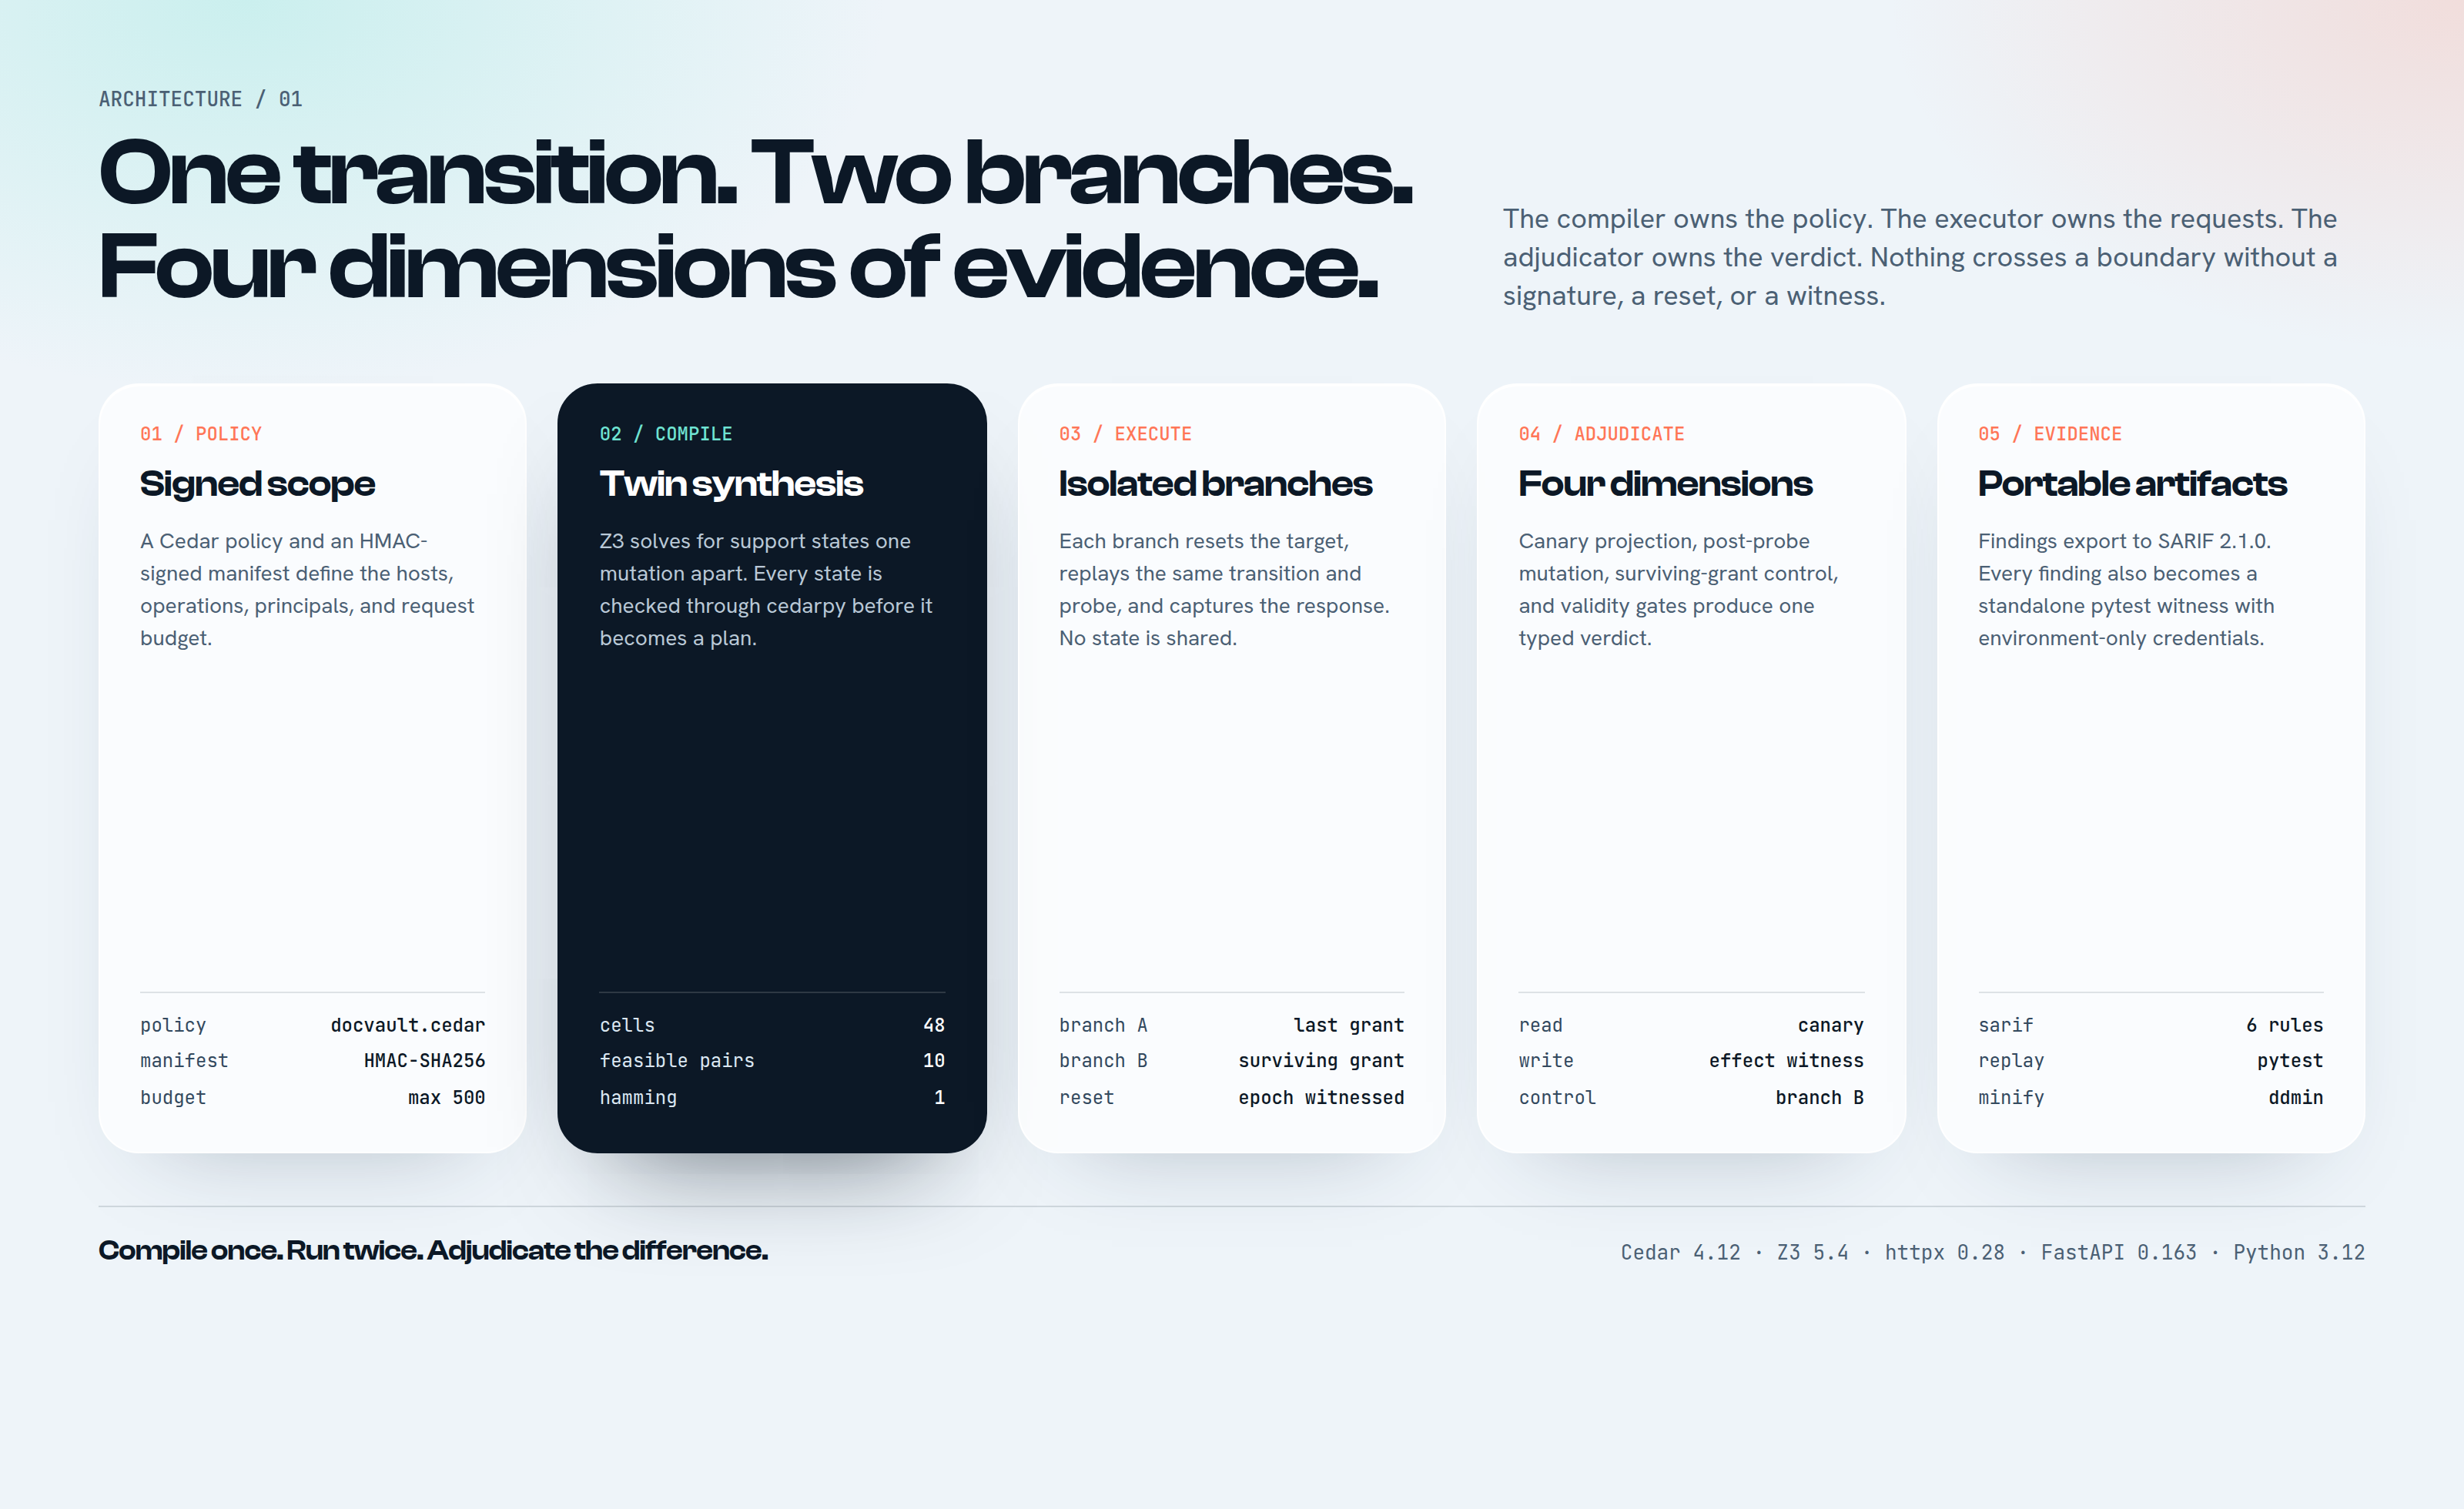 ARCHITECTURE / 01
One transition. Two branches.
Four dimensions of evidence.
The compiler owns the policy. The executor owns the requests. The
adjudicator owns the verdict. Nothing crosses a boundary without a
signature, a reset, or a witness.
01 / POLICY
Signed scope
A Cedar policy and an HMAC-
signed manifest define the hosts,
operations, principals, and request
budget.
policy docvault.cedar
manifest HMAC-SHA256
budget max 500
02 / COMPILE
Twin synthesis
Z3 solves for support states one
mutation apart. Every state is
checked through cedarpy before it
becomes a plan.
cells 48
feasible pairs 10
hamming 1
03 / EXECUTE
Isolated branches
Each branch resets the target,
replays the same transition and
probe, and captures the response.
No state is shared.
branch A last grant
branch B surviving grant
reset epoch witnessed
04 / ADJUDICATE
Four dimensions
Canary projection, post-probe
mutation, surviving-grant control,
and validity gates produce one
typed verdict.
read canary
write effect witness
control branch B
05 / EVIDENCE
Portable artifacts
Findings export to SARIF 2.1.0.
Every finding also becomes a
standalone pytest witness with
environment-only credentials.
sarif 6 rules
replay pytest
minify ddmin
Compile once. Run twice. Adjudicate the difference.
Cedar 4.12 · Z3 5.4 · httpx 0.28 · FastAPI 0.163 · Python 3.12